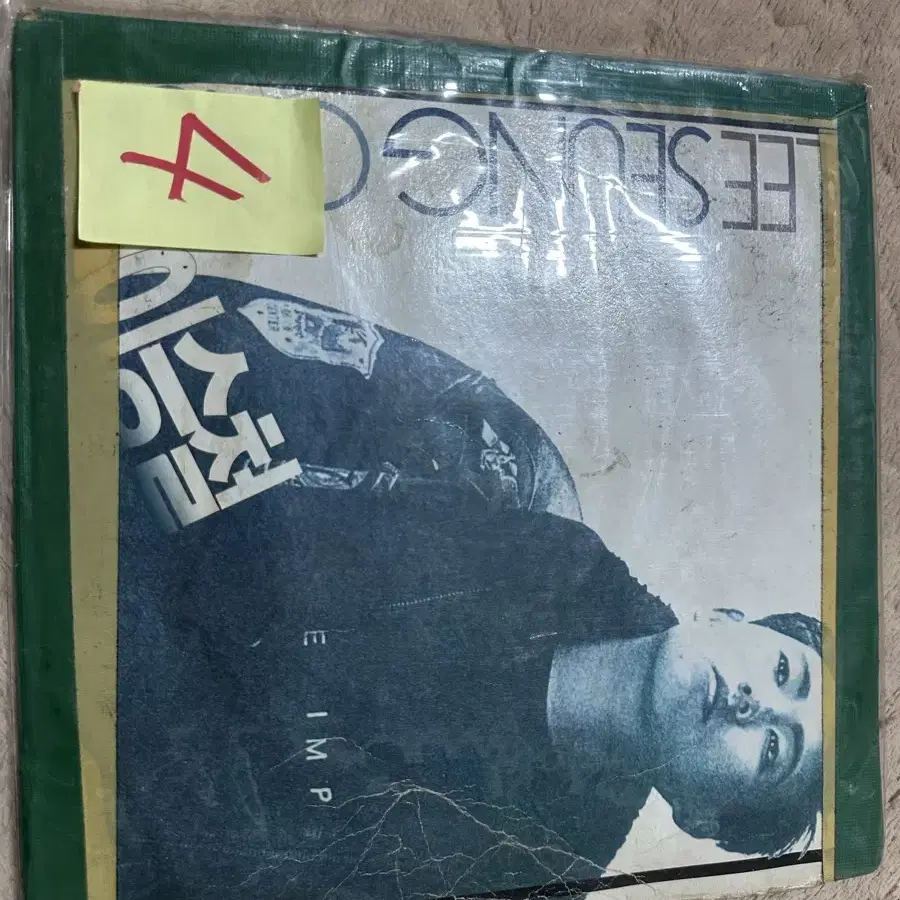 4
LEE SEUNG C
이승철
E IMP